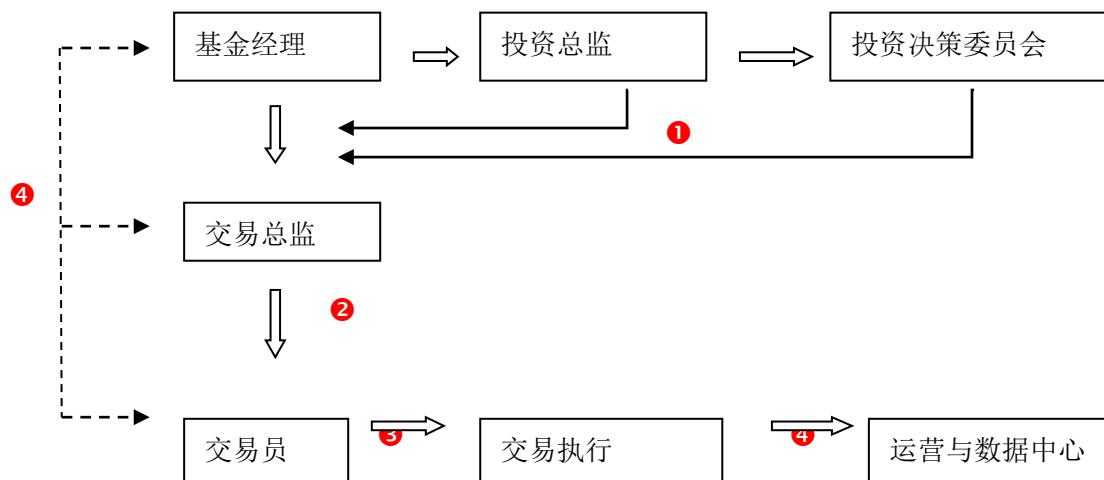 基金经理
投资总监
投资决策委员会
❶
❹
交易总监
❷
交易员
❸
交易执行
❹
运营与数据中心